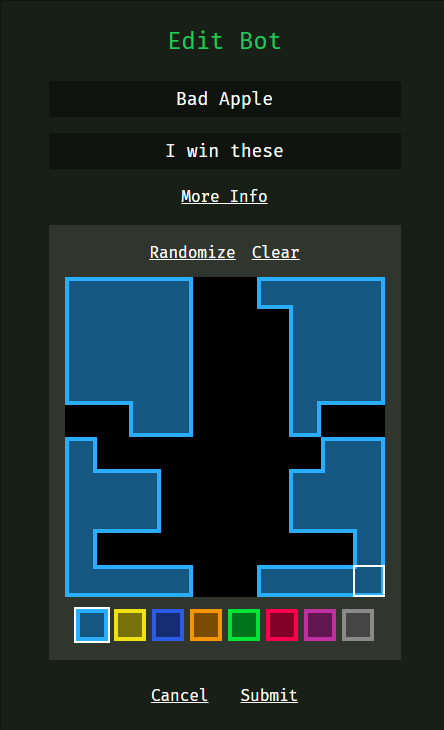 Edit Bot
Bad Apple
I win these
More Info
Randomize Clear
Cancel Submit